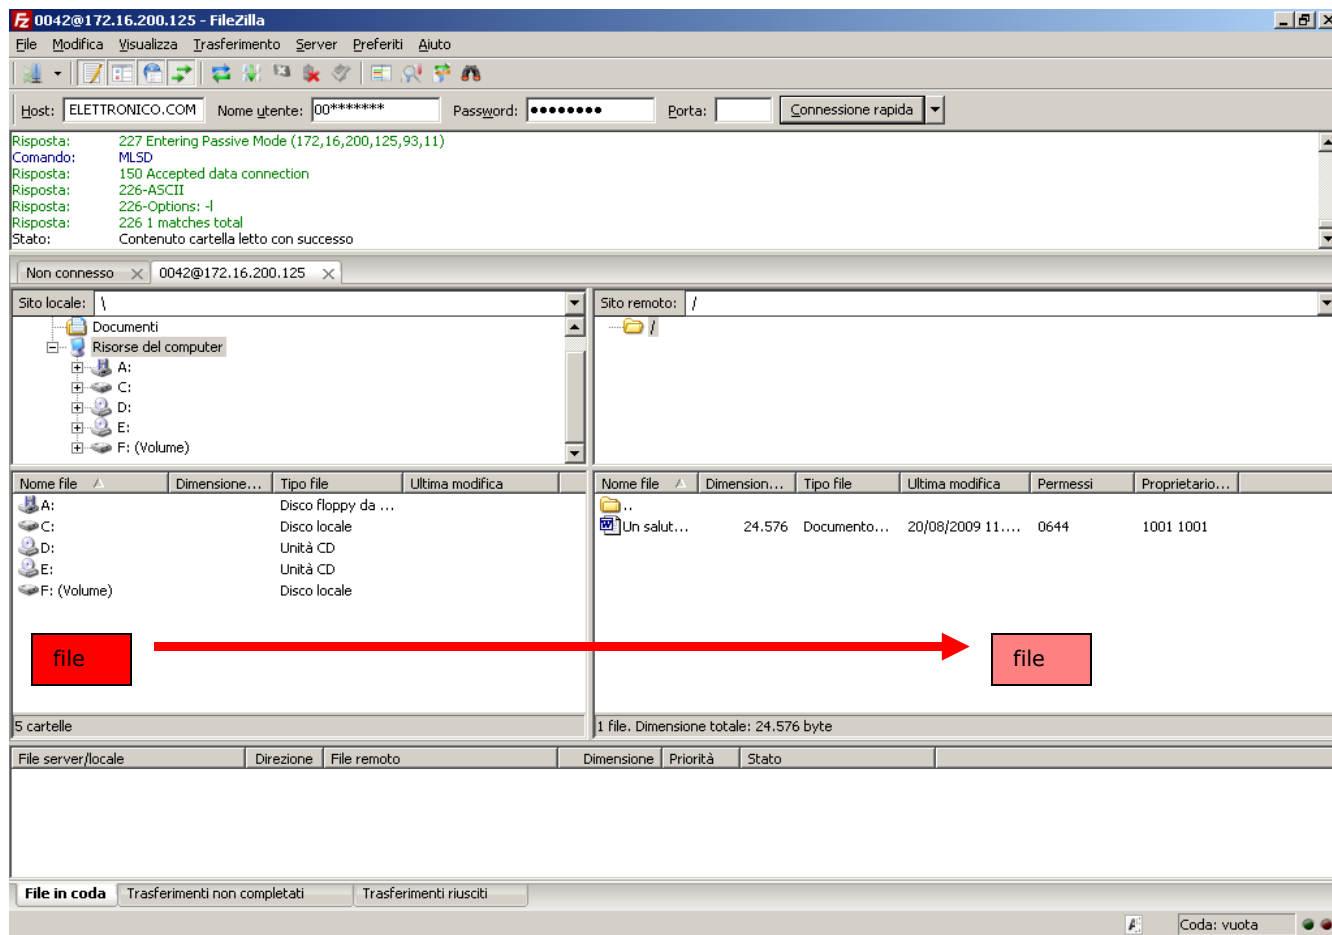 0042@172.16.200.125 - FileZilla
File Modifica Visualizza Trasferimento Server Preferiti Aiuto
Host: ELETTRONICO.COM Nome utente: 00******* Password: ●●●●●●●● Porta: Connessione rapida
Risposta: 227 Entering Passive Mode (172,16,200,125,93,11)
Comando: MLSD
Risposta: 150 Accepted data connection
Risposta: 226-ASCII
Risposta: 226-Options: -l
Risposta: 226 1 matches total
Stato: Contenuto cartella letto con successo
Non connesso 0042@172.16.200.125
Sito locale: \
Documenti
Risorse del computer
A:
C:
D:
E:
F: (Volume)
Sito remoto: /
/
Nome file Dimensione... Tipo file Ultima modifica
A: Disco floppy da ...
C: Disco locale
D: Unità CD
E: Unità CD
F: (Volume) Disco locale
file
5 cartelle
Nome file Dimension... Tipo file Ultima modifica Permessi Proprietario...
..
Un salut... 24.576 Documento... 20/08/2009 11.... 0644 1001 1001
file
1 file. Dimensione totale: 24.576 byte
File server/locale Direzione File remoto Dimensione Priorità Stato
File in coda Trasferimenti non completati Trasferimenti riusciti
Coda: vuota